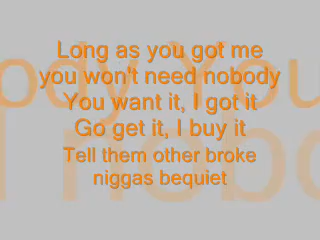 Long as you got me
you won't need nobody
You want it, I got it
Go get it, I buy it
Tell them other broke
niggas bequiet